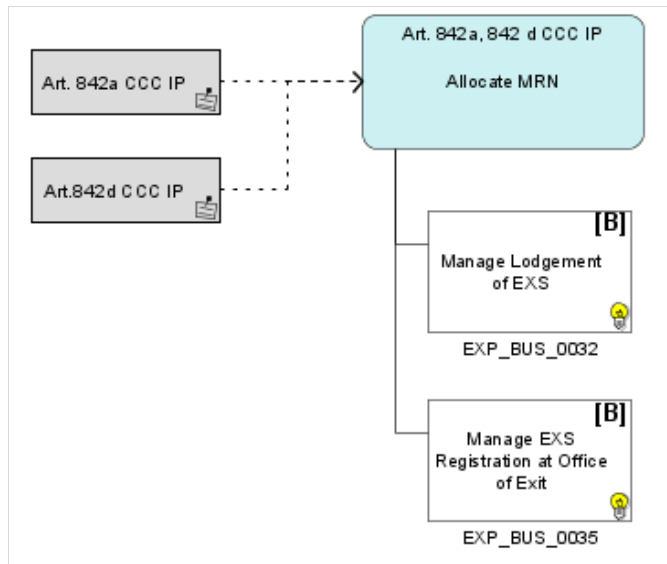 Art. 842a, 842 d CCC IP
Allocate MRN
Art. 842a CCC IP
Art.842d CCC IP
[B]
Manage Lodgement
of EXS
EXP_BUS_0032
[B]
Manage EXS
Registration at Office
of Exit
EXP_BUS_0035